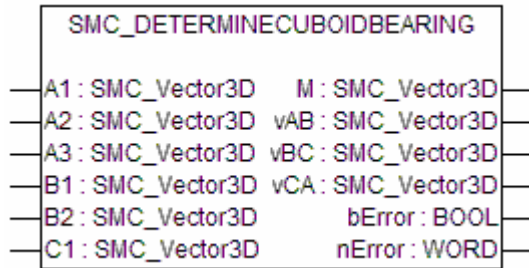 SMC_DETERMINECUBOIDBEARING
A1 : SMC_Vector3D M : SMC_Vector3D
A2 : SMC_Vector3D vAB : SMC_Vector3D
A3 : SMC_Vector3D vBC : SMC_Vector3D
B1 : SMC_Vector3D vCA : SMC_Vector3D
B2 : SMC_Vector3D bError : BOOL
C1 : SMC_Vector3D nError : WORD